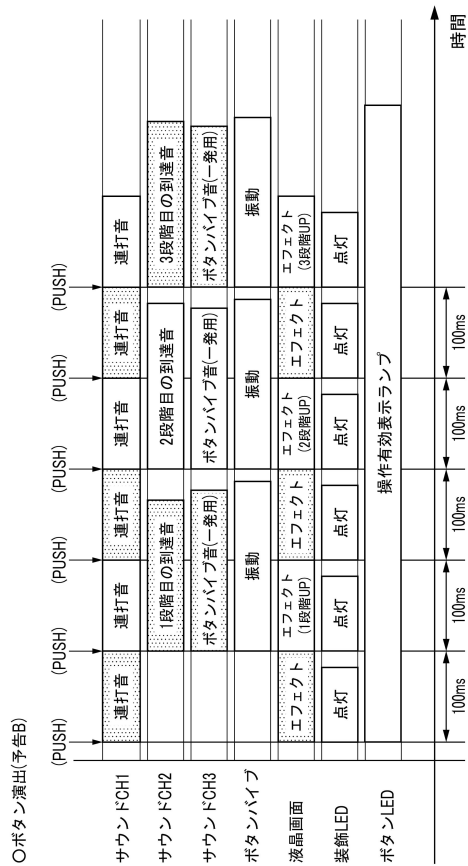 〇ボタン演出(予告B)
(PUSH) (PUSH) (PUSH) (PUSH) (PUSH) (PUSH)
サウンドCH1 連打音 連打音 連打音 連打音 連打音 連打音
サウンドCH2 1段階目の到達音 2段階目の到達音 3段階目の到達音
サウンドCH3 ボタンバイブ音(一発用) ボタンバイブ音(一発用) ボタンバイブ音(一発用)
ボタンバイブ 振動 振動 振動
液晶画面 エフェクト エフェクト(1段階UP) エフェクト エフェクト(2段階UP) エフェクト エフェクト(3段階UP)
装飾LED 点灯 点灯 点灯 点灯 点灯 点灯
ボタンLED 操作有効表示ランプ
100ms 100ms 100ms 100ms 100ms
時間